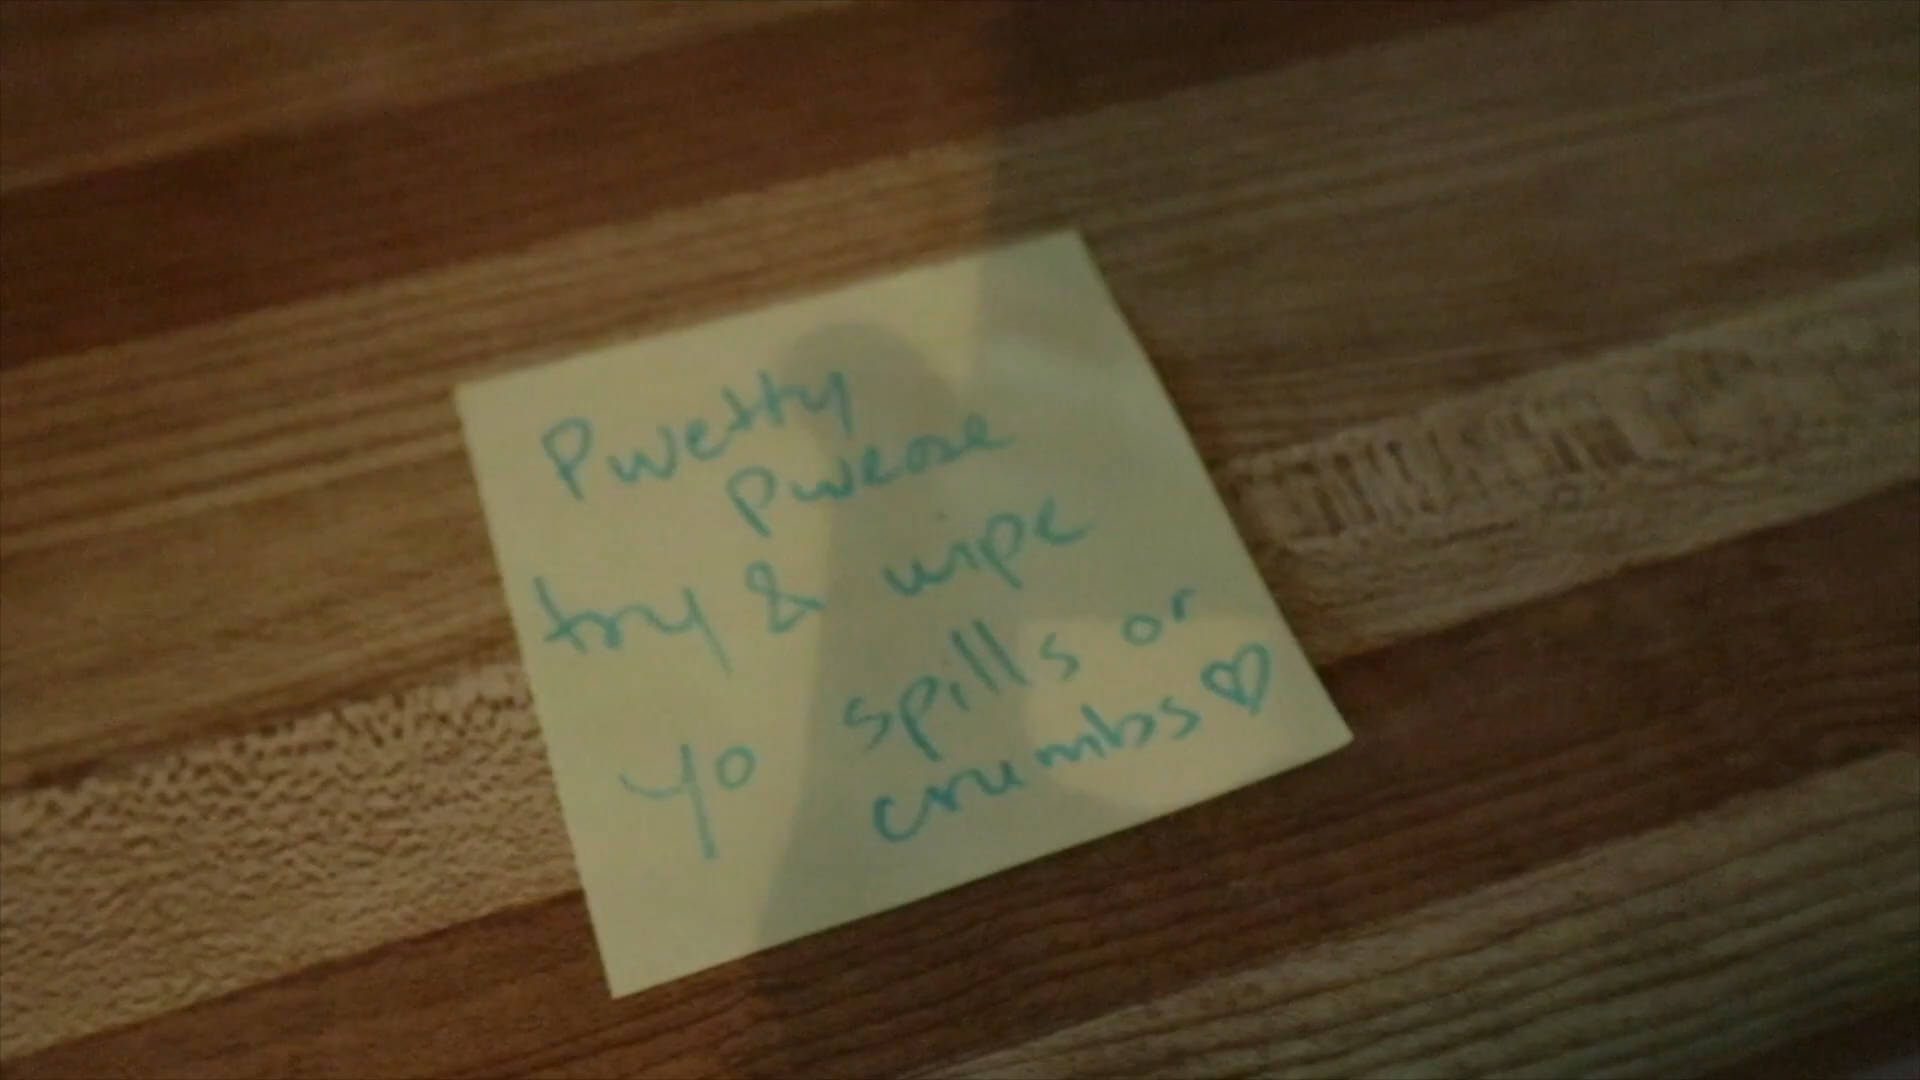 Pwetty
pwease
try & wipe
yo spills or
crumbs ♡